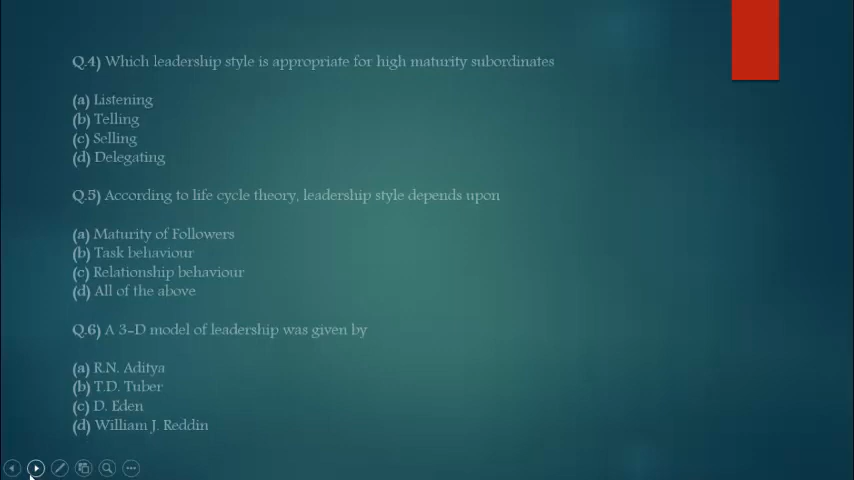 Q.4) Which leadership style is appropriate for high maturity subordinates
(a) Listening
(b) Telling
(c) Selling
(d) Delegating
Q.5) According to life cycle theory, leadership style depends upon
(a) Maturity of Followers
(b) Task behaviour
(c) Relationship behaviour
(d) All of the above
Q.6) A 3-D model of leadership was given by
(a) R.N. Aditya
(b) T.D. Tuber
(c) D. Eden
(d) William J. Reddin